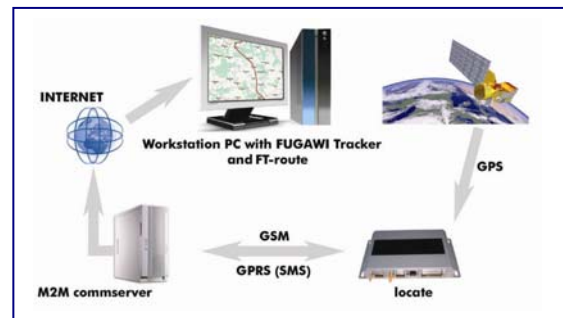 INTERNET
Workstation PC with FUGAWI Tracker
and FT-route
GPS
GSM
GPRS (SMS)
M2M commserver
locate